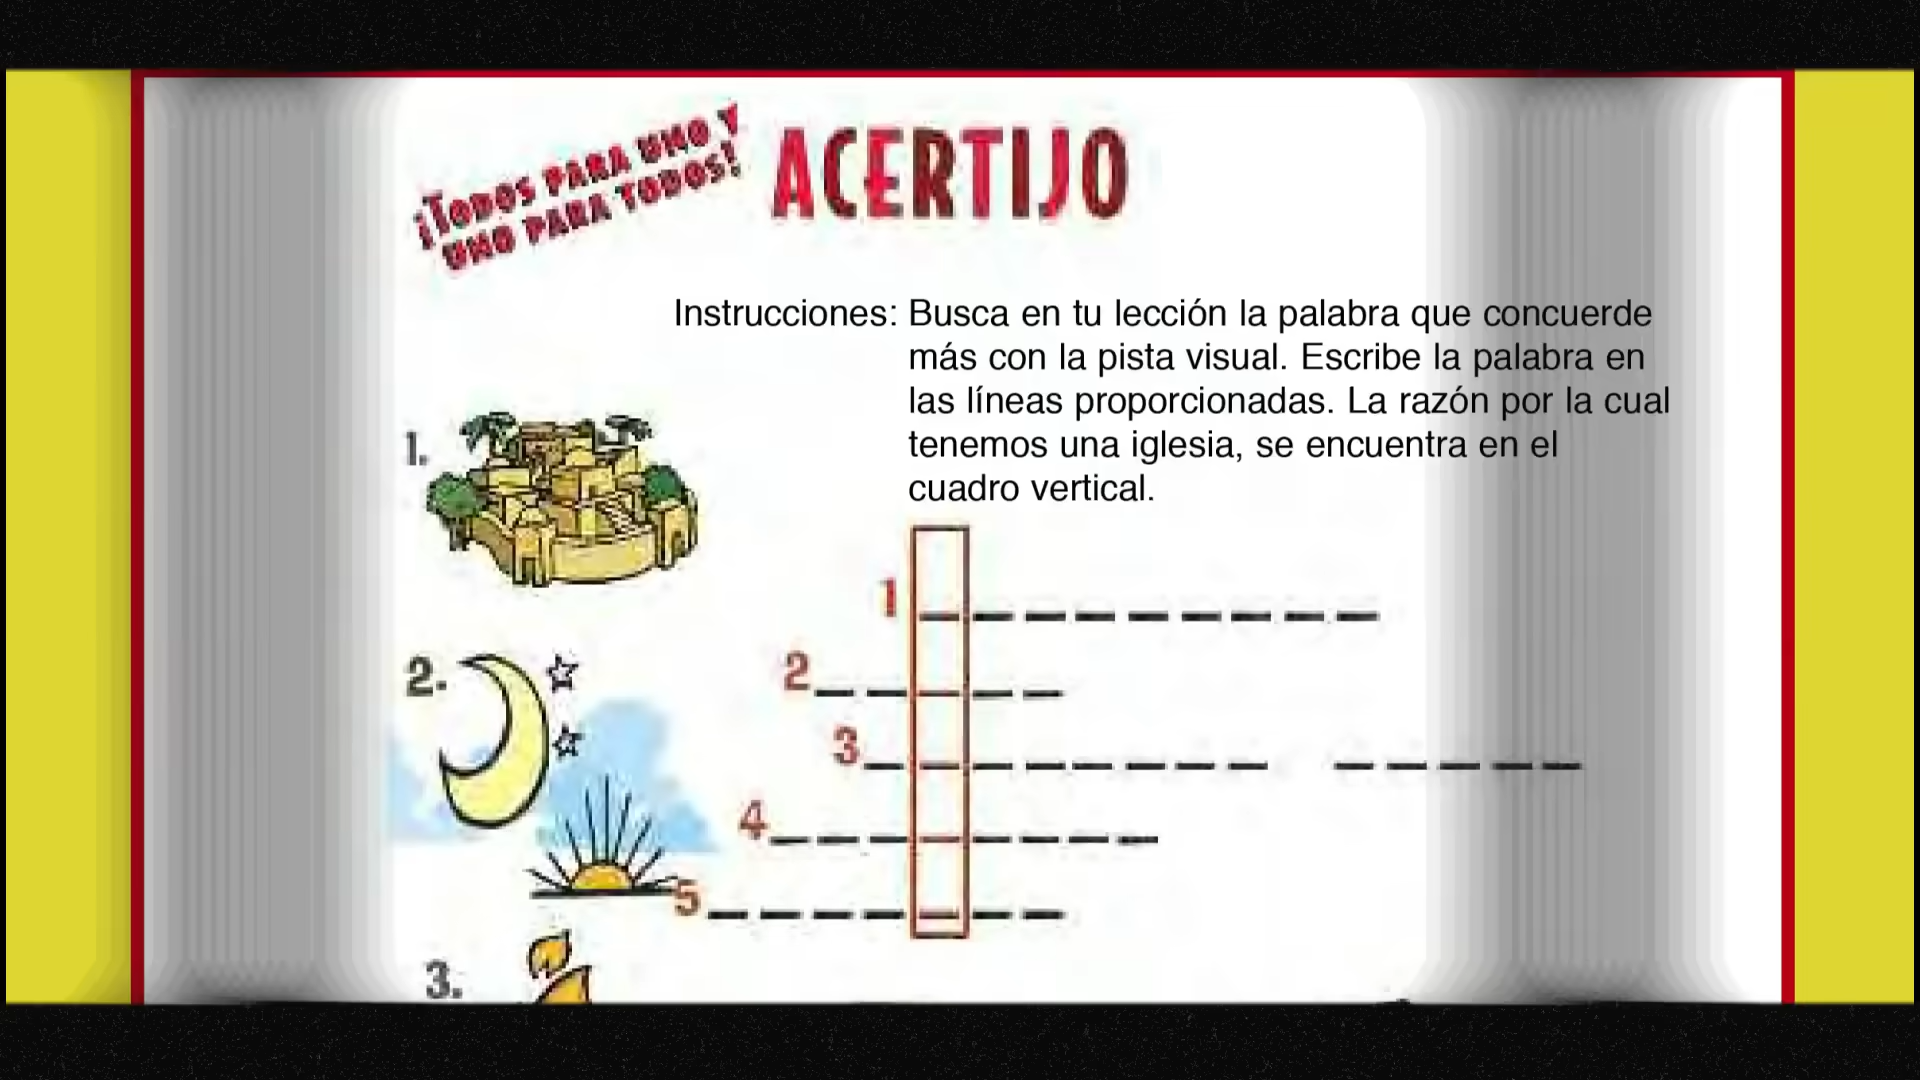 ¡TODOS PARA UNO Y
UNO PARA TODOS!
ACERTIJO
Instrucciones: Busca en tu lección la palabra que concuerde
más con la pista visual. Escribe la palabra en
las líneas proporcionadas. La razón por la cual
tenemos una iglesia, se encuentra en el
cuadro vertical.
1.
1
2.
2
3
4
5
3.